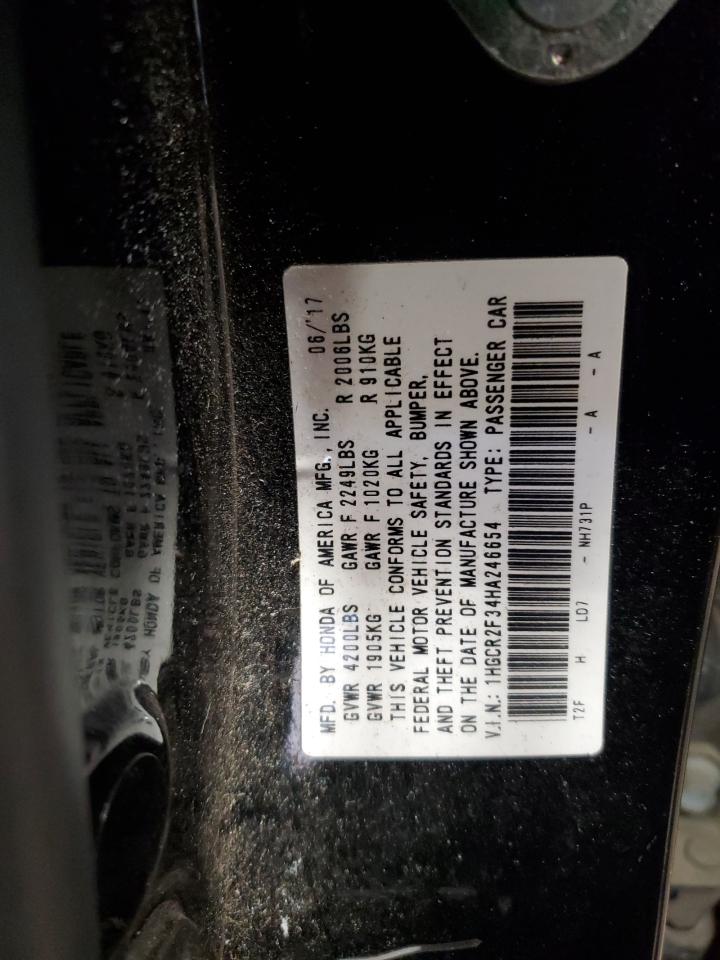 MFD. BY HONDA OF AMERICA MFG., INC. 06/'17
GVWR 4200LBS GAWR F 2249LBS R 2006LBS
GVWR 1905KG GAWR F 1020KG R 910KG
THIS VEHICLE CONFORMS TO ALL APPLICABLE
FEDERAL MOTOR VEHICLE SAFETY, BUMPER,
AND THEFT PREVENTION STANDARDS IN EFFECT
ON THE DATE OF MANUFACTURE SHOWN ABOVE.
V.I.N.: 1HGCR2F34HA246654 TYPE: PASSENGER CAR
T2F H LD7 - NH731P - A - A